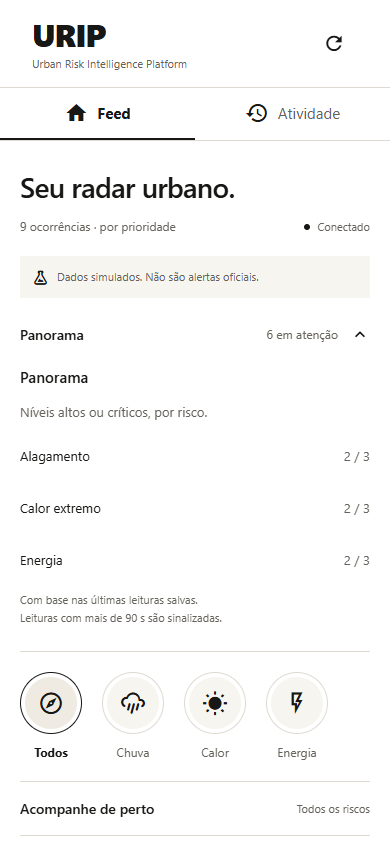 URIP
Urban Risk Intelligence Platform
Feed
Atividade
Seu radar urbano.
9 ocorrências · por prioridade
Conectado
Dados simulados. Não são alertas oficiais.
Panorama
6 em atenção
Panorama
Níveis altos ou críticos, por risco.
Alagamento 2 / 3
Calor extremo 2 / 3
Energia 2 / 3
Com base nas últimas leituras salvas.
Leituras com mais de 90 s são sinalizadas.
Todos
Chuva
Calor
Energia
Acompanhe de perto
Todos os riscos